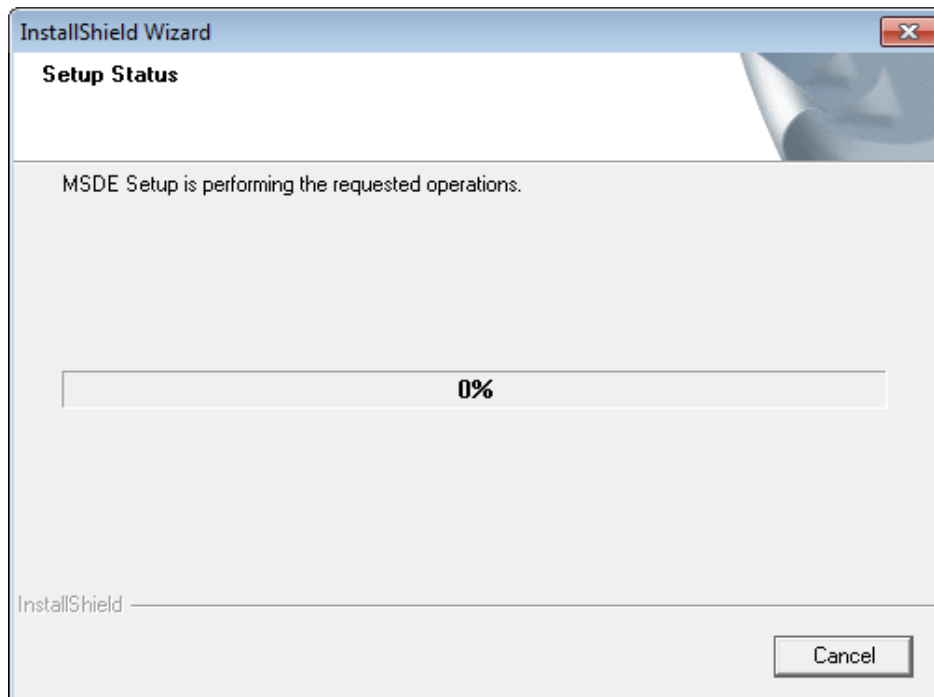 InstallShield Wizard
Setup Status
MSDE Setup is performing the requested operations.
0%
InstallShield
Cancel